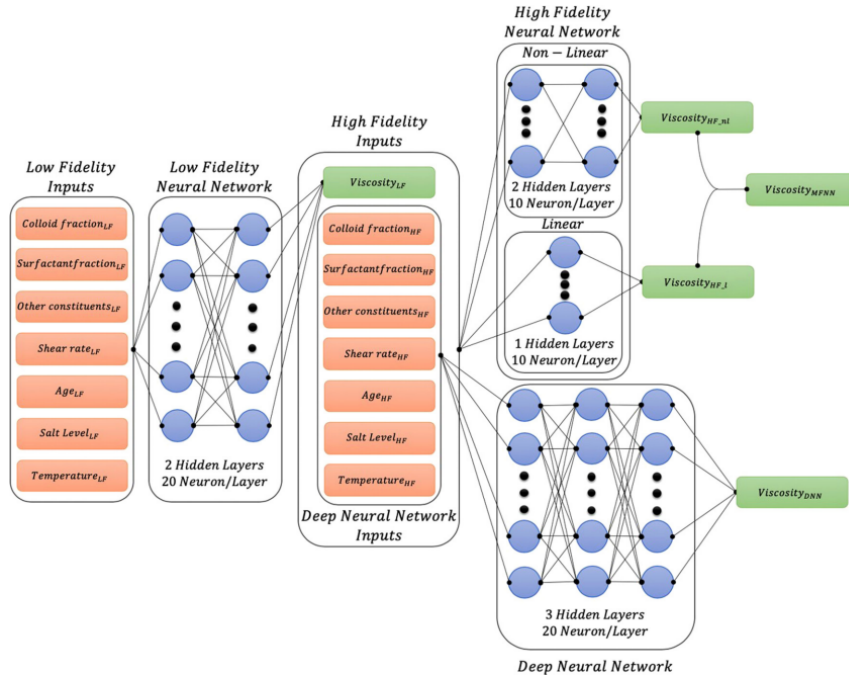 Low Fidelity
Inputs
Colloid fraction_LF
Surfactantfraction_LF
Other constituents_LF
Shear rate_LF
Age_LF
Salt Level_LF
Temperature_LF
Low Fidelity
Neural Network
2 Hidden Layers
20 Neuron/Layer
High Fidelity
Inputs
Viscosity_LF
Colloid fraction_HF
Surfactantfraction_HF
Other constituents_HF
Shear rate_HF
Age_HF
Salt Level_HF
Temperature_HF
Deep Neural Network
Inputs
High Fidelity
Neural Network
Non – Linear
2 Hidden Layers
10 Neuron/Layer
Linear
1 Hidden Layers
10 Neuron/Layer
Viscosity_HF_nl
Viscosity_HF_l
Viscosity_MFNN
3 Hidden Layers
20 Neuron/Layer
Deep Neural Network
Viscosity_DNN